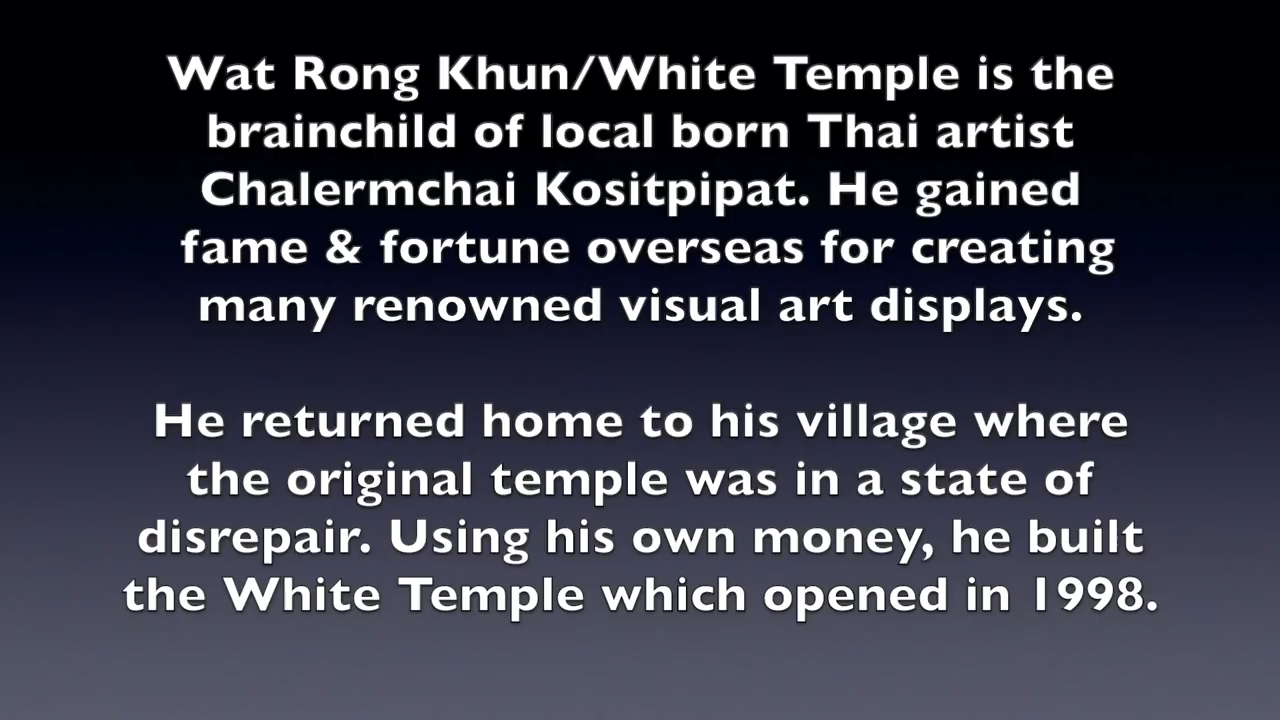 Wat Rong Khun/White Temple is the
brainchild of local born Thai artist
Chalermchai Kositpipat. He gained
fame & fortune overseas for creating
many renowned visual art displays.
He returned home to his village where
the original temple was in a state of
disrepair. Using his own money, he built
the White Temple which opened in 1998.